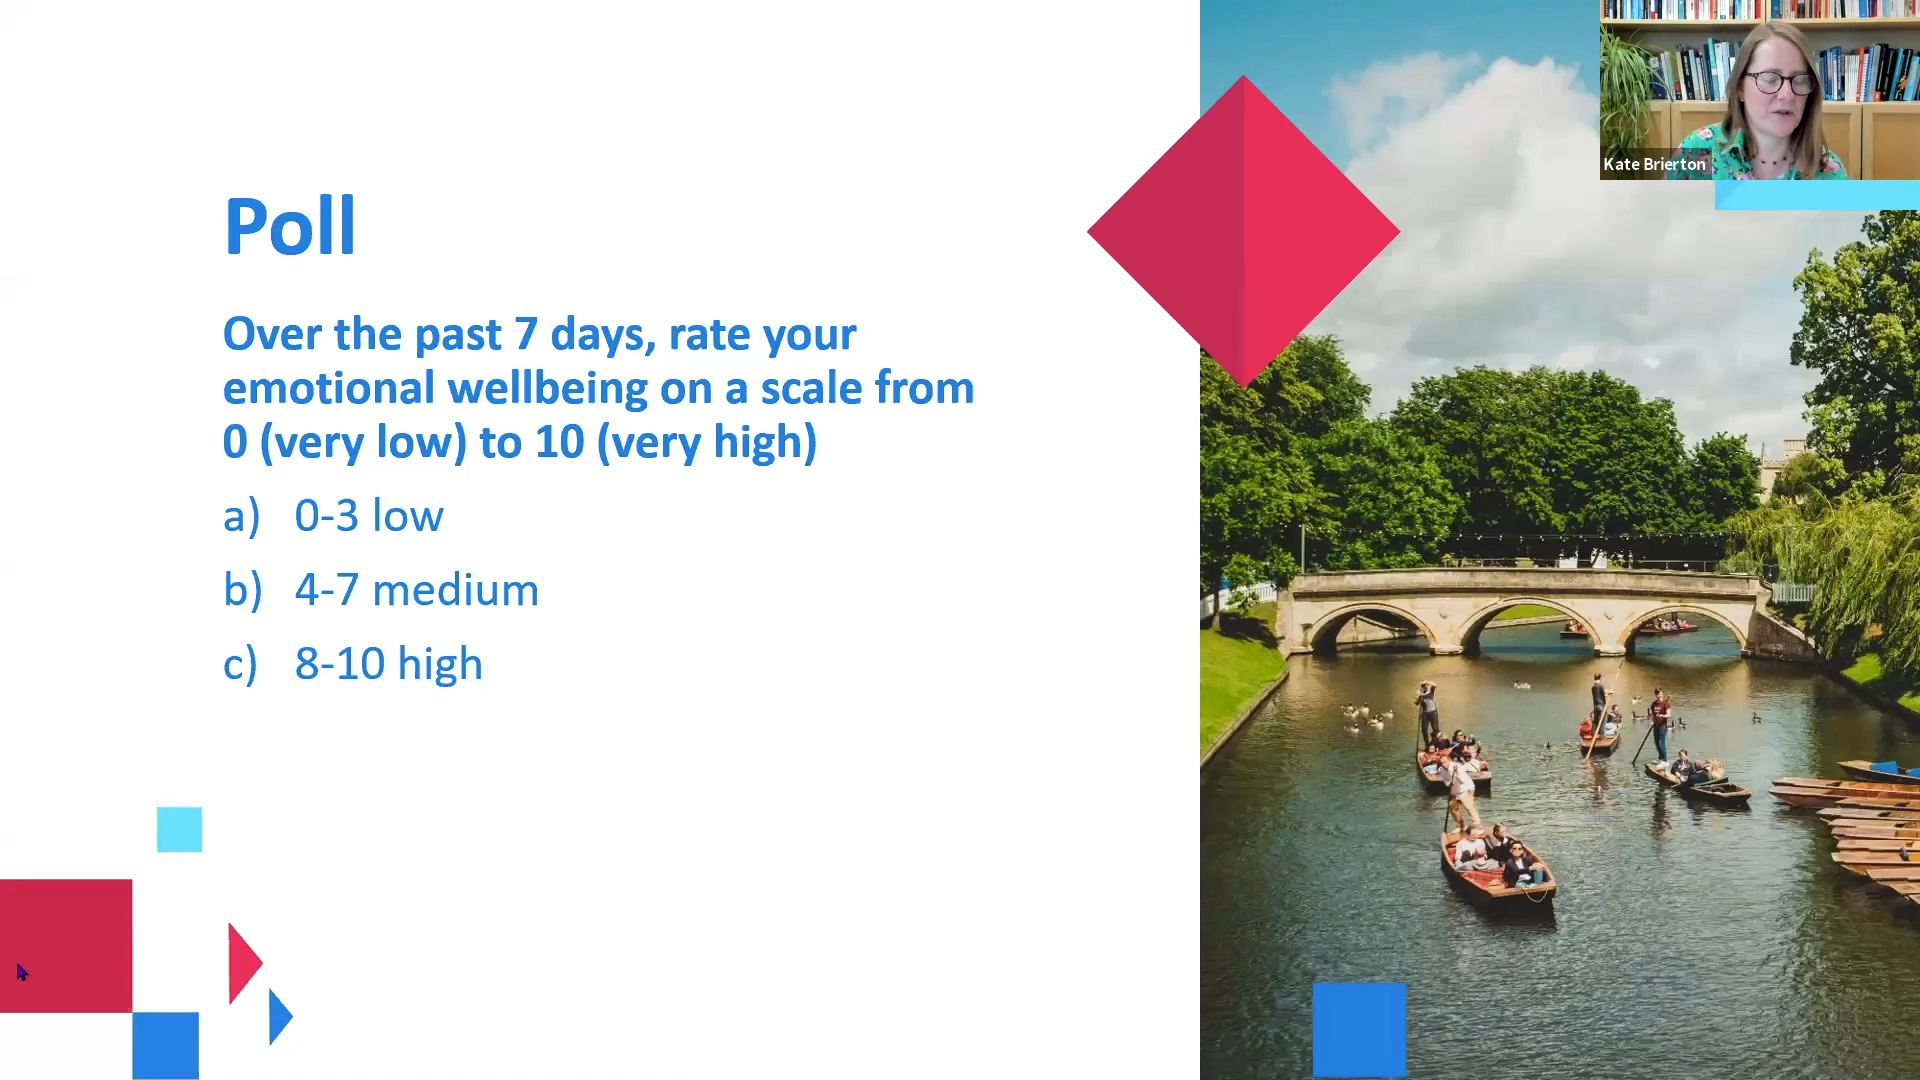 Poll
Over the past 7 days, rate your
emotional wellbeing on a scale from
0 (very low) to 10 (very high)
a) 0-3 low
b) 4-7 medium
c) 8-10 high
Kate Brierton